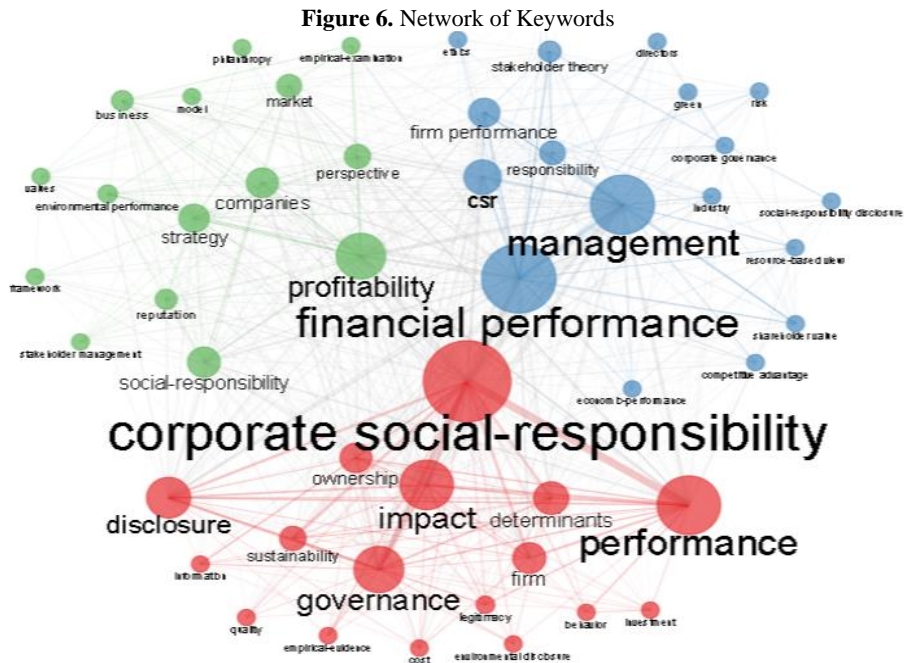 Figure 6. Network of Keywords
philanthropy
empirical-examination
ethics
stakeholder theory
directors
business
model
market
firm performance
green
risk
perspective
responsibility
corporate governance
values
environmental performance
companies
csr
industry
social-responsibility disclosure
strategy
management
resource-based view
framework
reputation
profitability
financial performance
shareholder value
stakeholder management
social-responsibility
competitive advantage
economic-performance
corporate social-responsibility
ownership
disclosure
impact
determinants
performance
sustainability
information
governance
firm
legitimacy
quality
behavior
investment
empirical-evidence
cost
environmental disclosure